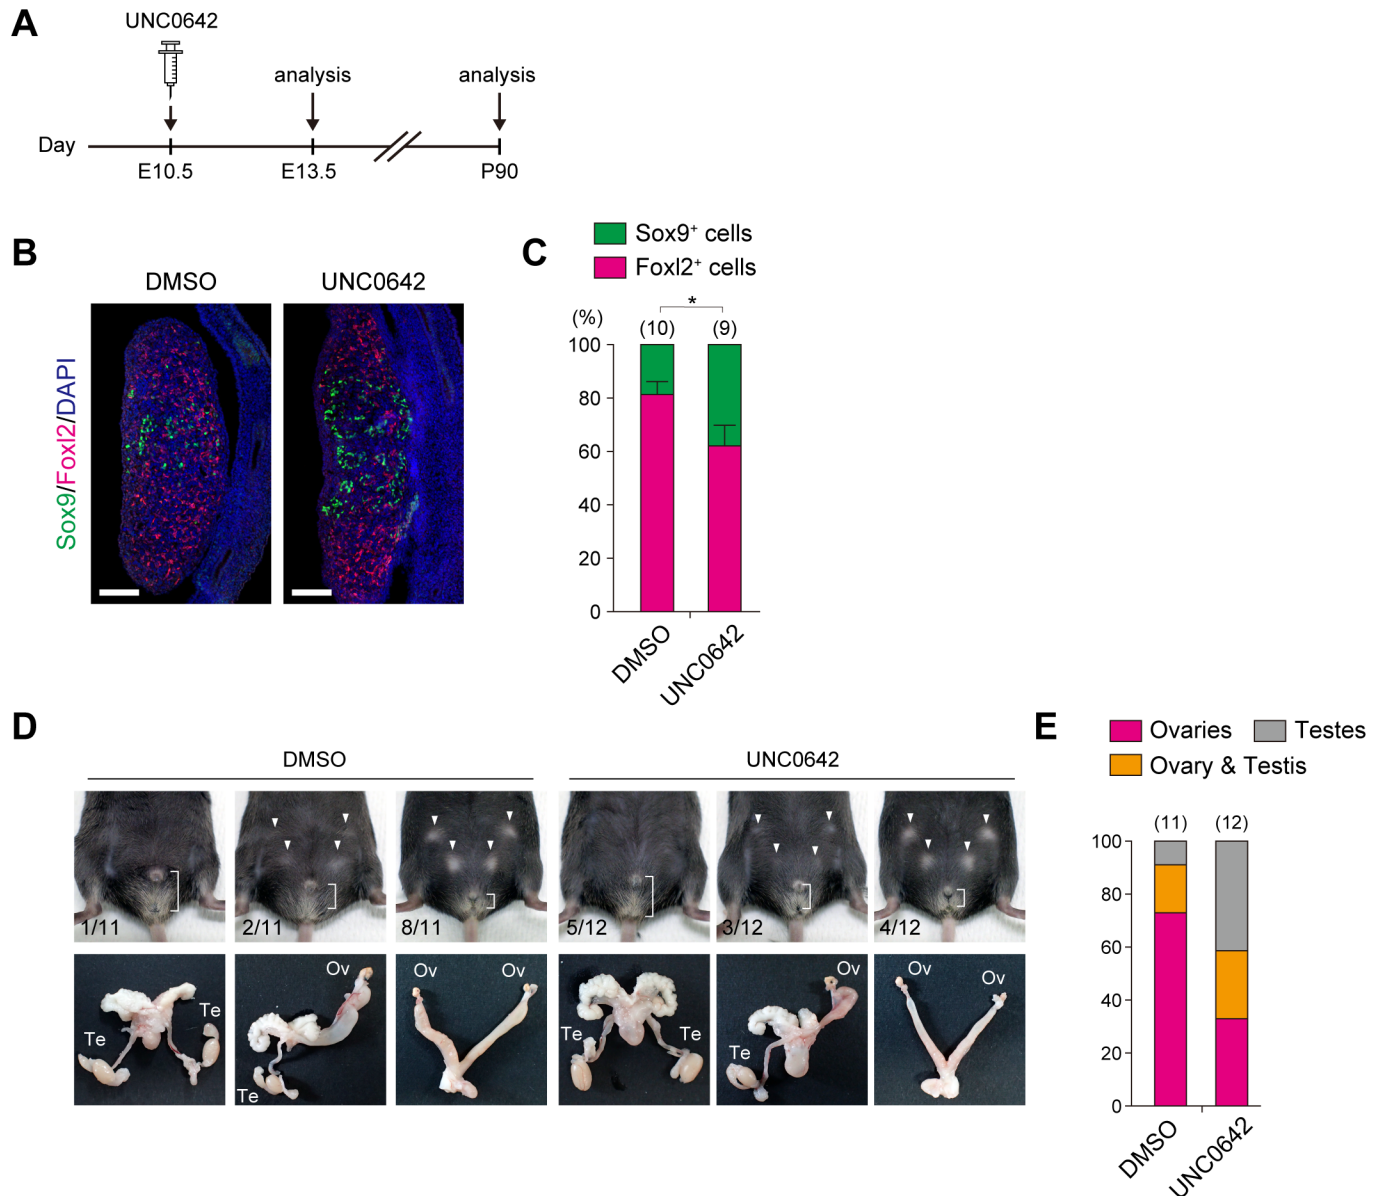 A
UNC0642
analysis
analysis
Day
E10.5
E13.5
P90
B
DMSO
UNC0642
Sox9/Foxl2/DAPI
C
Sox9⁺ cells
Foxl2⁺ cells
*
(%)
(10)
(9)
100
80
60
40
20
0
DMSO
UNC0642
D
DMSO
UNC0642
1/11
2/11
8/11
5/12
3/12
4/12
Te
Te
Ov
Te
Ov
Ov
Te
Te
Ov
Te
Ov
Ov
E
Ovaries
Testes
Ovary & Testis
(11)
(12)
100
80
60
40
20
0
DMSO
UNC0642